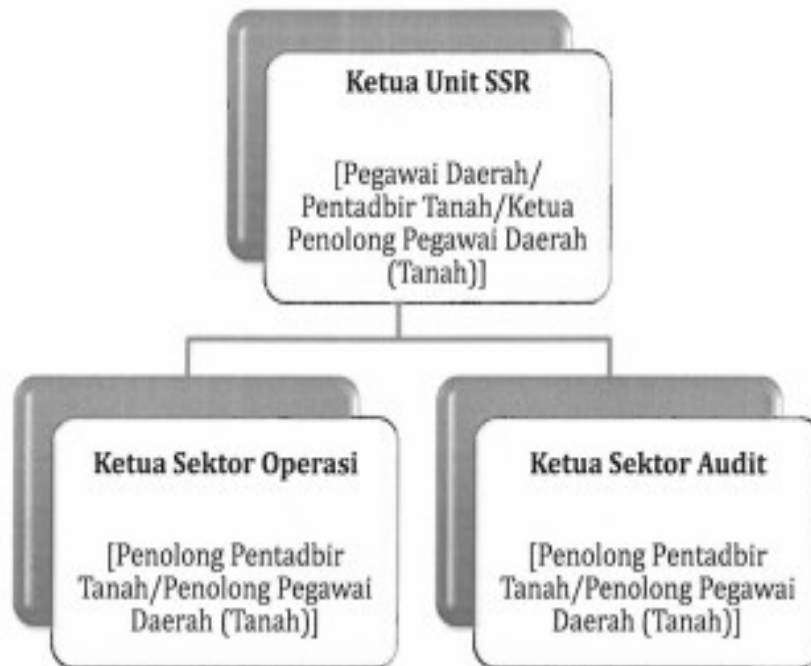 Ketua Unit SSR
[Pegawai Daerah/
Pentadbir Tanah/Ketua
Penolong Pegawai Daerah
(Tanah)]
Ketua Sektor Operasi
[Penolong Pentadbir
Tanah/Penolong Pegawai
Daerah (Tanah)]
Ketua Sektor Audit
[Penolong Pentadbir
Tanah/Penolong Pegawai
Daerah (Tanah)]